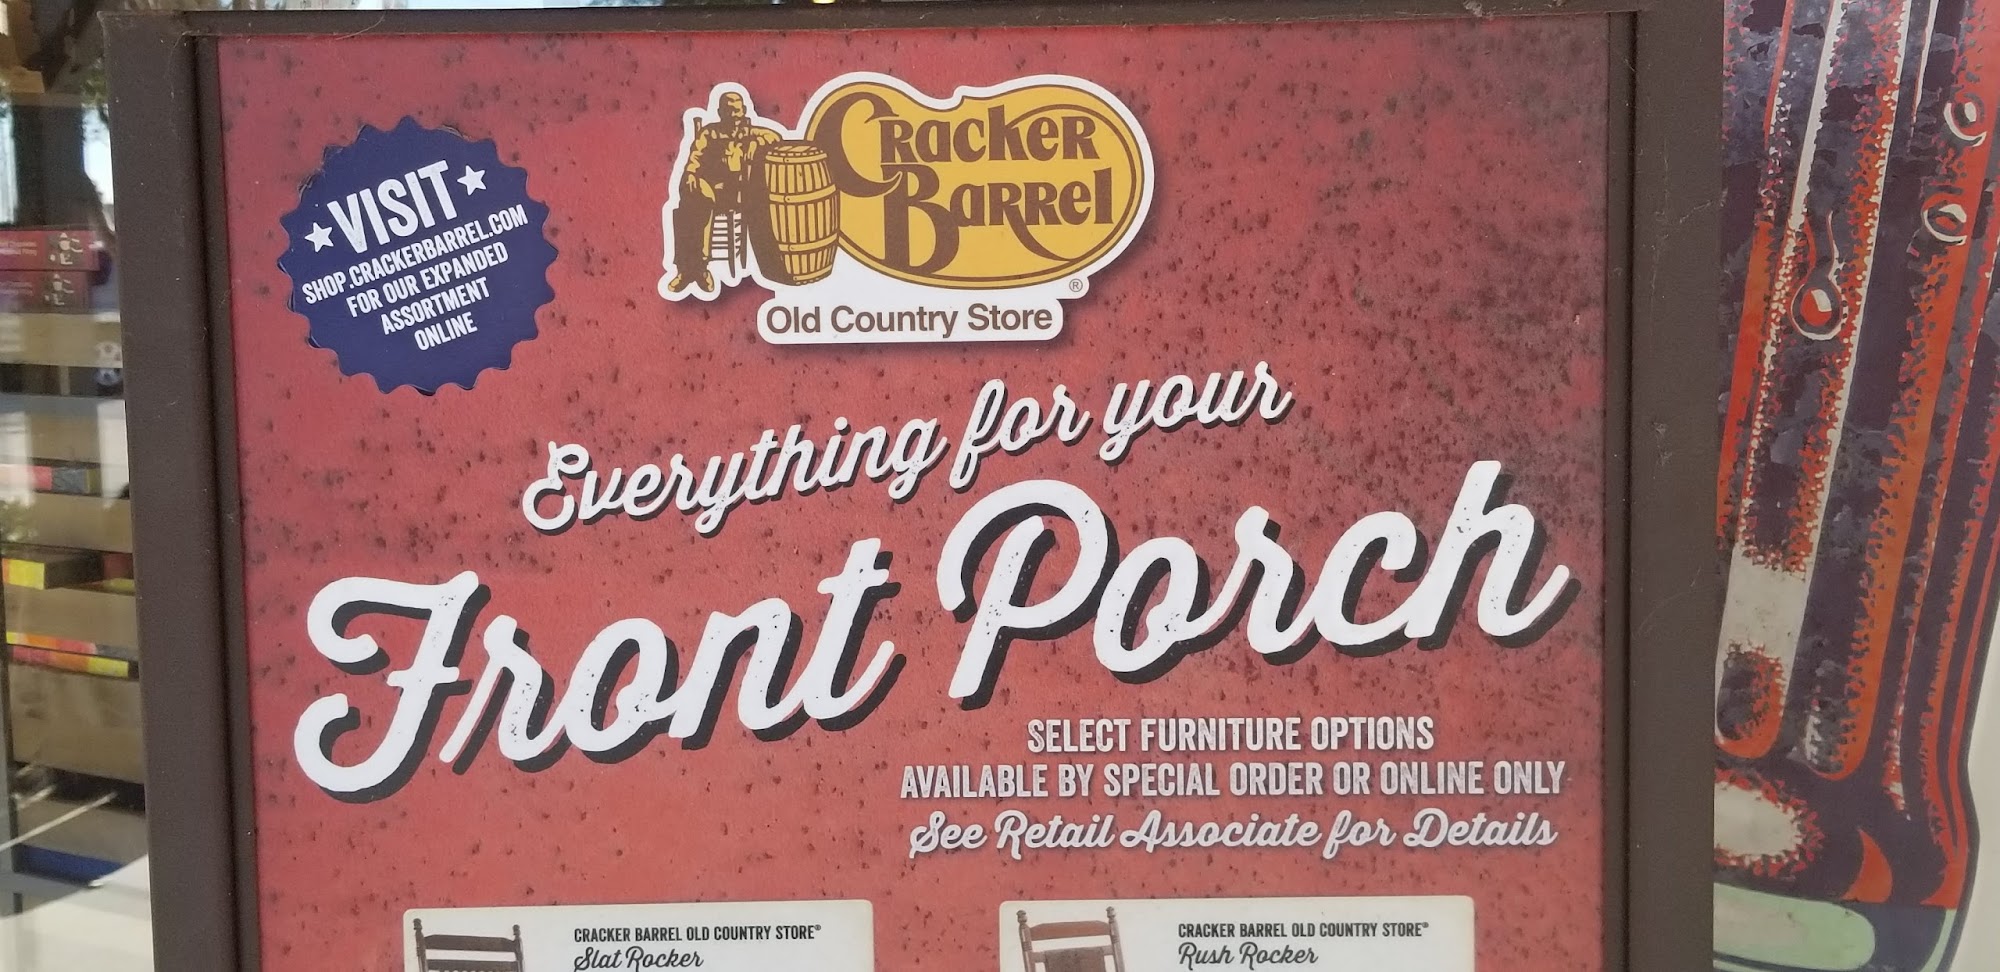 ★VISIT★
SHOP.CRACKERBARREL.COM
FOR OUR EXPANDED
ASSORTMENT
ONLINE
Cracker
Barrel
®
Old Country Store
Everything for your
Front Porch
SELECT FURNITURE OPTIONS
AVAILABLE BY SPECIAL ORDER OR ONLINE ONLY
See Retail Associate for Details
CRACKER BARREL OLD COUNTRY STORE®
Slat Rocker
CRACKER BARREL OLD COUNTRY STORE®
Rush Rocker